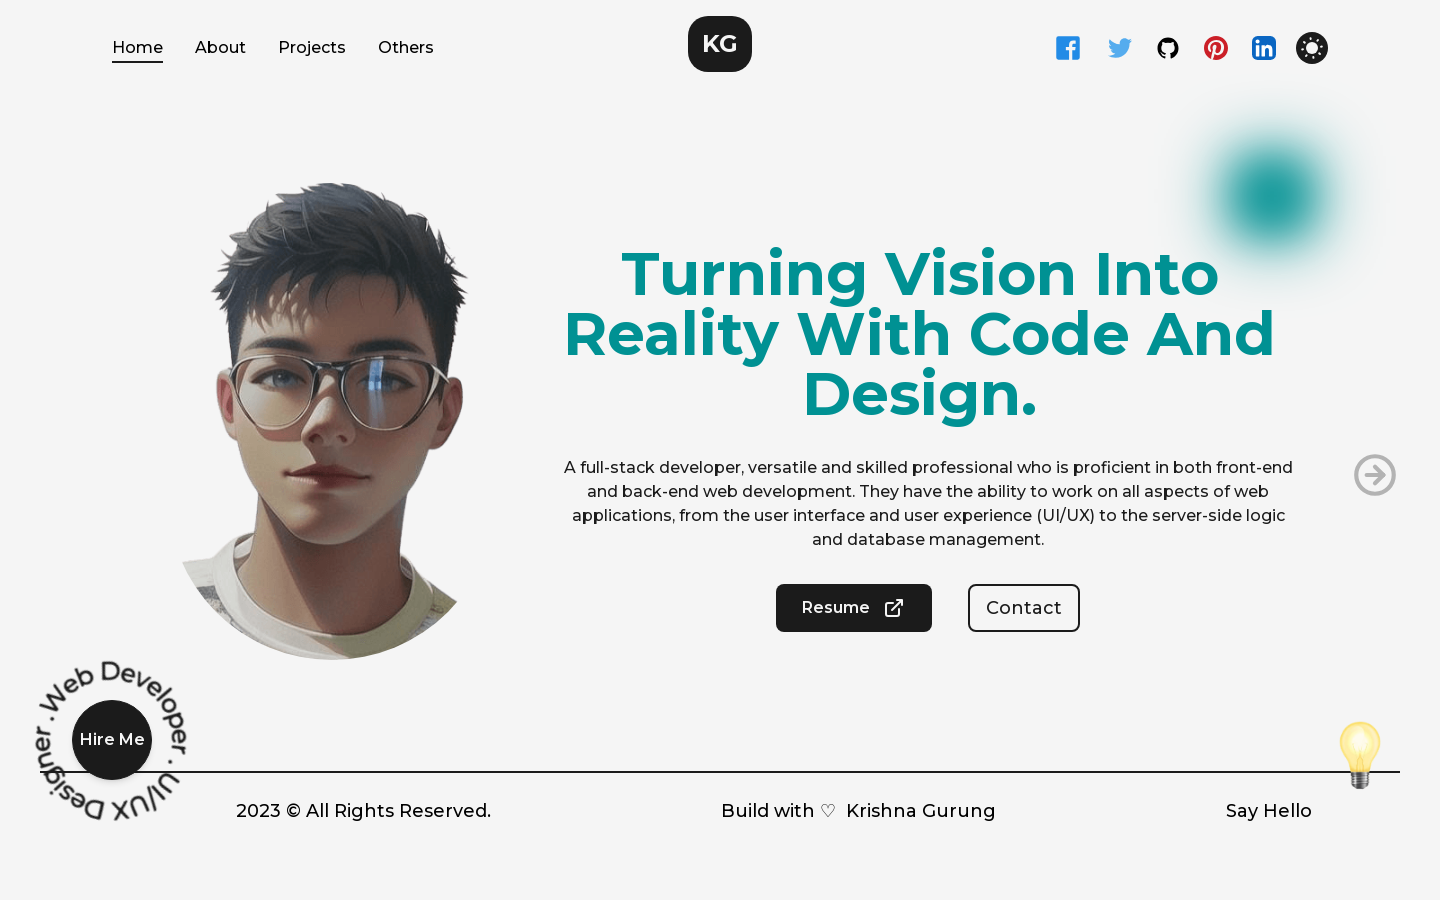 Home About Projects Others
KG
Turning Vision Into
Reality With Code And
Design.
A full-stack developer, versatile and skilled professional who is proficient in both front-end
and back-end web development. They have the ability to work on all aspects of web
applications, from the user interface and user experience (UI/UX) to the server-side logic
and database management.
Resume
Contact
Web Developer . UI/UX Designer .
Hire Me
2023 © All Rights Reserved.
Build with ♡ Krishna Gurung
Say Hello